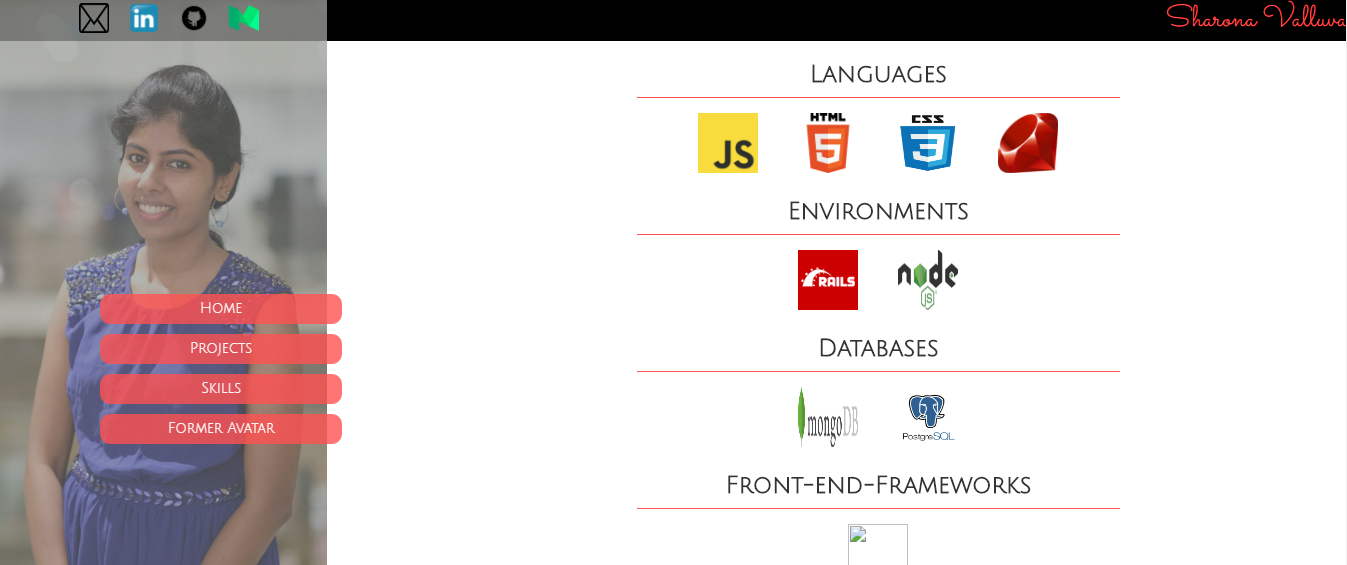 in
Sharona Valluva
Languages
JS
HTML
5
CSS
3
Environments
RAILS
node
JS
Home
Projects
Databases
Skills
mongoDB
PostgreSQL
Former Avatar
Front-end-Frameworks